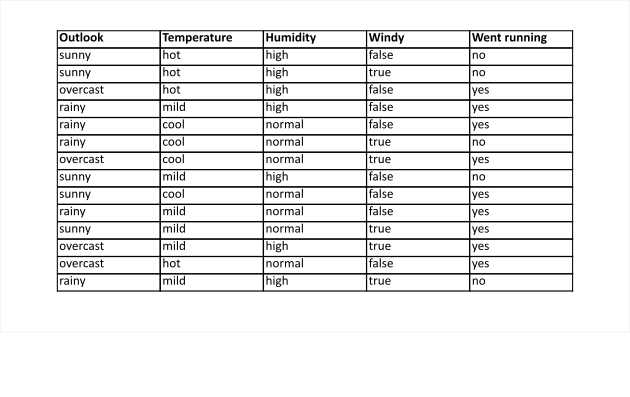 Outlook Temperature Humidity Windy Went running
sunny hot high false no
sunny hot high true no
overcast hot high false yes
rainy mild high false yes
rainy cool normal false yes
rainy cool normal true no
overcast cool normal true yes
sunny mild high false no
sunny cool normal false yes
rainy mild normal false yes
sunny mild normal true yes
overcast mild high true yes
overcast hot normal false yes
rainy mild high true no